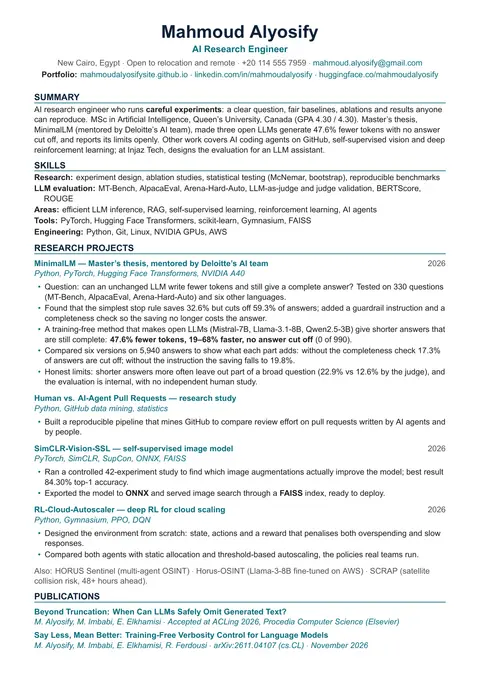 Mahmoud Alyosify
AI Research Engineer
New Cairo, Egypt · Open to relocation and remote · +20 114 555 7959 · mahmoud.alyosify@gmail.com
Portfolio: mahmoudalyosifysite.github.io · linkedin.com/in/mahmoudalyosify · huggingface.co/mahmoudalyosify
SUMMARY
AI research engineer who runs careful experiments: a clear question, fair baselines, ablations and results anyone
can reproduce. MSc in Artificial Intelligence, Queen's University, Canada (GPA 4.30 / 4.30). Master's thesis,
MinimalLM (mentored by Deloitte's AI team), made three open LLMs generate 47.6% fewer tokens with no answer
cut off, and reports its limits openly. Other work covers AI coding agents on GitHub, self-supervised vision and deep
reinforcement learning; at Injaz Tech, designs the evaluation for an LLM assistant.
SKILLS
Research: experiment design, ablation studies, statistical testing (McNemar, bootstrap), reproducible benchmarks
LLM evaluation: MT-Bench, AlpacaEval, Arena-Hard-Auto, LLM-as-judge and judge validation, BERTScore,
ROUGE
Areas: efficient LLM inference, RAG, self-supervised learning, reinforcement learning, AI agents
Tools: PyTorch, Hugging Face Transformers, scikit-learn, Gymnasium, FAISS
Engineering: Python, Git, Linux, NVIDIA GPUs, AWS
RESEARCH PROJECTS
MinimalLM — Master's thesis, mentored by Deloitte's AI team 2026
Python, PyTorch, Hugging Face Transformers, NVIDIA A40
• Question: can an unchanged LLM write fewer tokens and still give a complete answer? Tested on 330 questions
(MT-Bench, AlpacaEval, Arena-Hard-Auto) and six other languages.
• Found that the simplest stop rule saves 32.6% but cuts off 59.3% of answers; added a guardrail instruction and a
completeness check so the saving no longer costs the answer.
• A training-free method that makes open LLMs (Mistral-7B, Llama-3.1-8B, Qwen2.5-3B) give shorter answers that
are still complete: 47.6% fewer tokens, 19–68% faster, no answer cut off (0 of 990).
• Compared six versions on 5,940 answers to show what each part adds: without the completeness check 17.3%
of answers are cut off; without the instruction the saving falls to 19.8%.
• Honest limits: shorter answers more often leave out part of a broad question (22.9% vs 12.6% by the judge), and
the evaluation is internal, with no independent human study.
Human vs. AI-Agent Pull Requests — research study
Python, GitHub data mining, statistics
• Built a reproducible pipeline that mines GitHub to compare review effort on pull requests written by AI agents and
by people.
SimCLR-Vision-SSL — self-supervised image model 2026
PyTorch, SimCLR, SupCon, ONNX, FAISS
• Ran a controlled 42-experiment study to find which image augmentations actually improve the model; best result
84.30% top-1 accuracy.
• Exported the model to ONNX and served image search through a FAISS index, ready to deploy.
RL-Cloud-Autoscaler — deep RL for cloud scaling 2026
Python, Gymnasium, PPO, DQN
• Designed the environment from scratch: state, actions and a reward that penalises both overspending and slow
responses.
• Compared both agents with static allocation and threshold-based autoscaling, the policies real teams run.
Also: HORUS Sentinel (multi-agent OSINT) · Horus-OSINT (Llama-3-8B fine-tuned on AWS) · SCRAP (satellite
collision risk, 48+ hours ahead).
PUBLICATIONS
Beyond Truncation: When Can LLMs Safely Omit Generated Text?
M. Alyosify, M. Imbabi, E. Elkhamisi · Accepted at ACLing 2026, Procedia Computer Science (Elsevier)
Say Less, Mean Better: Training-Free Verbosity Control for Language Models
M. Alyosify, M. Imbabi, E. Elkhamisi, R. Ferdousi · arXiv:2611.04107 (cs.CL) · November 2026